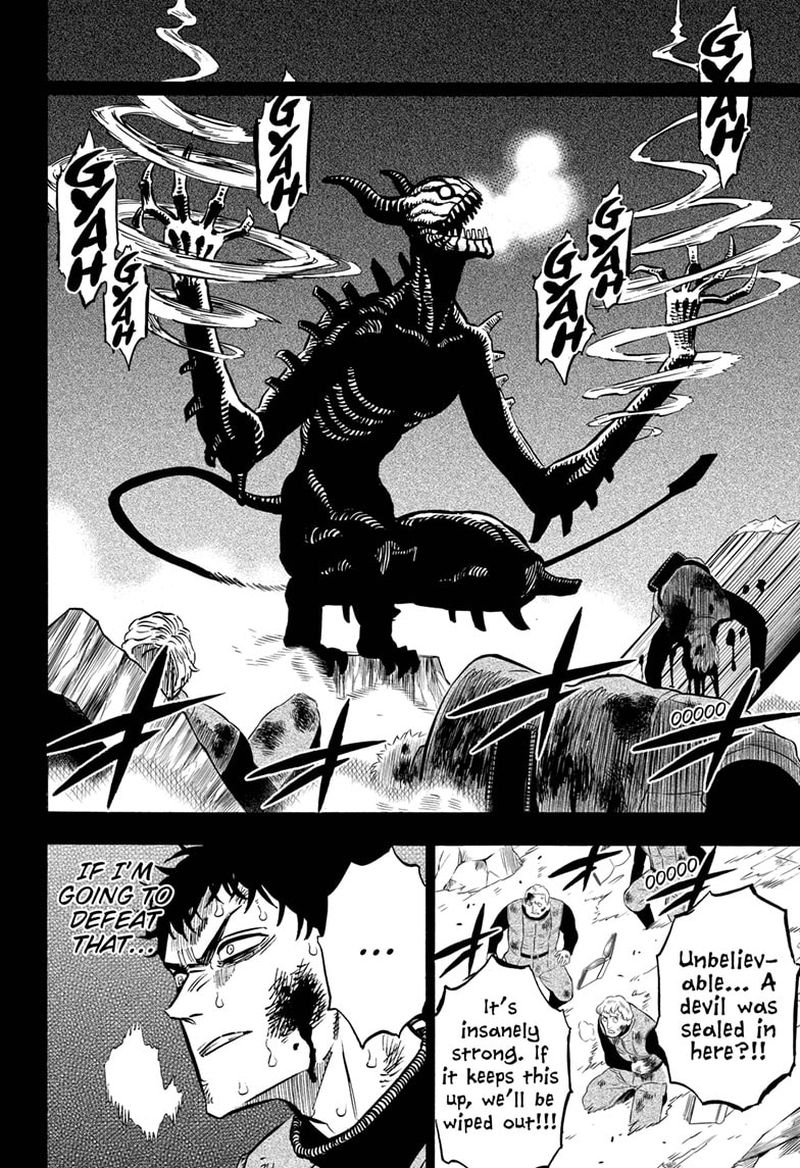 GYAH
GYAH
GYAH
GYAH
GYAH
GYAH
OOOOO
OOOOO
Unbeliev-
able... A
devil was
sealed in
here?!!
It's
insanely
strong. If
it keeps this
up, we'll be
wiped out!!!
...
IF I'M
GOING TO
DEFEAT
THAT...